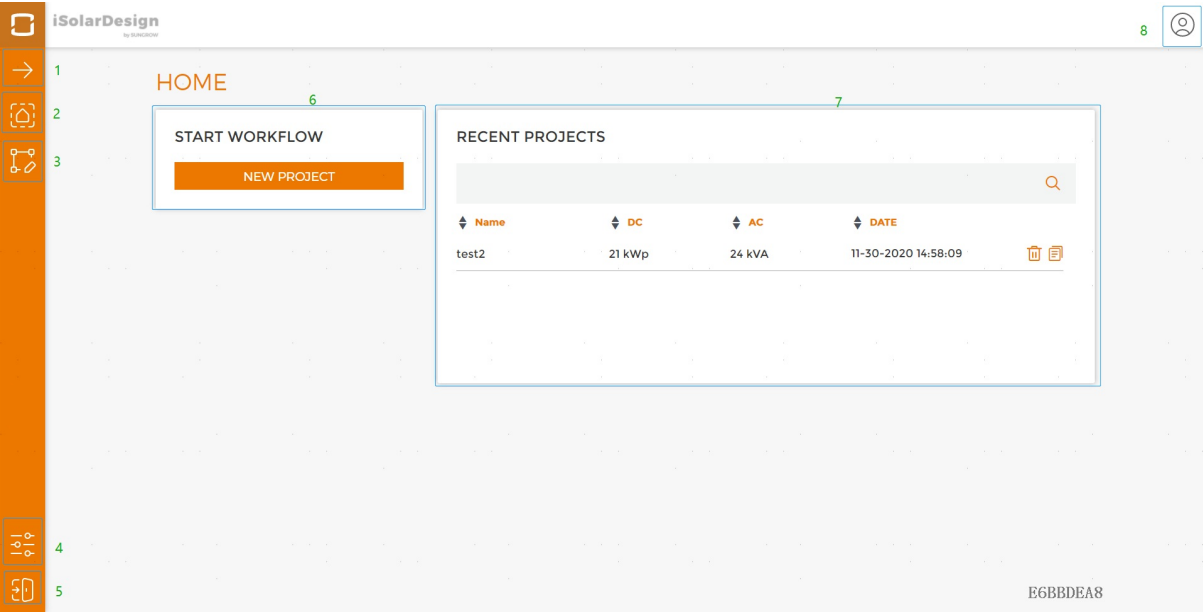 iSolarDesign
by SUNGROW
8
1
HOME
6
7
2
START WORKFLOW
RECENT PROJECTS
3
NEW PROJECT
Name DC AC DATE
test2 21 kWp 24 kVA 11-30-2020 14:58:09
4
5
E6BBDEA8